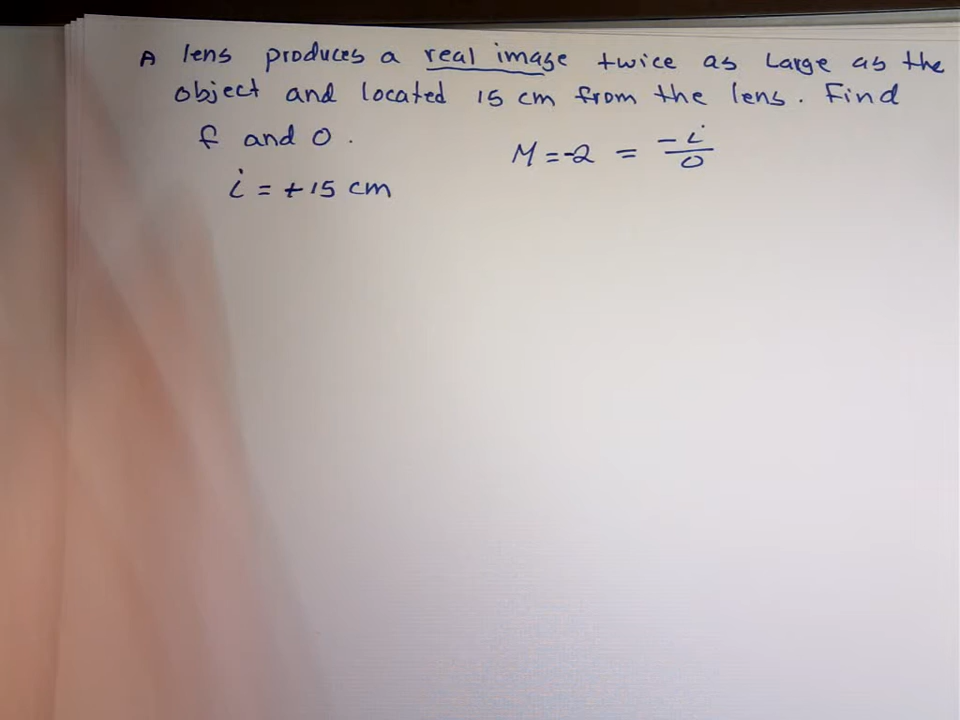 A lens produces a real image twice as Large as the
object and located 15 cm from the lens. Find
f and o.
M = -2 = -i/o
i = +15 cm